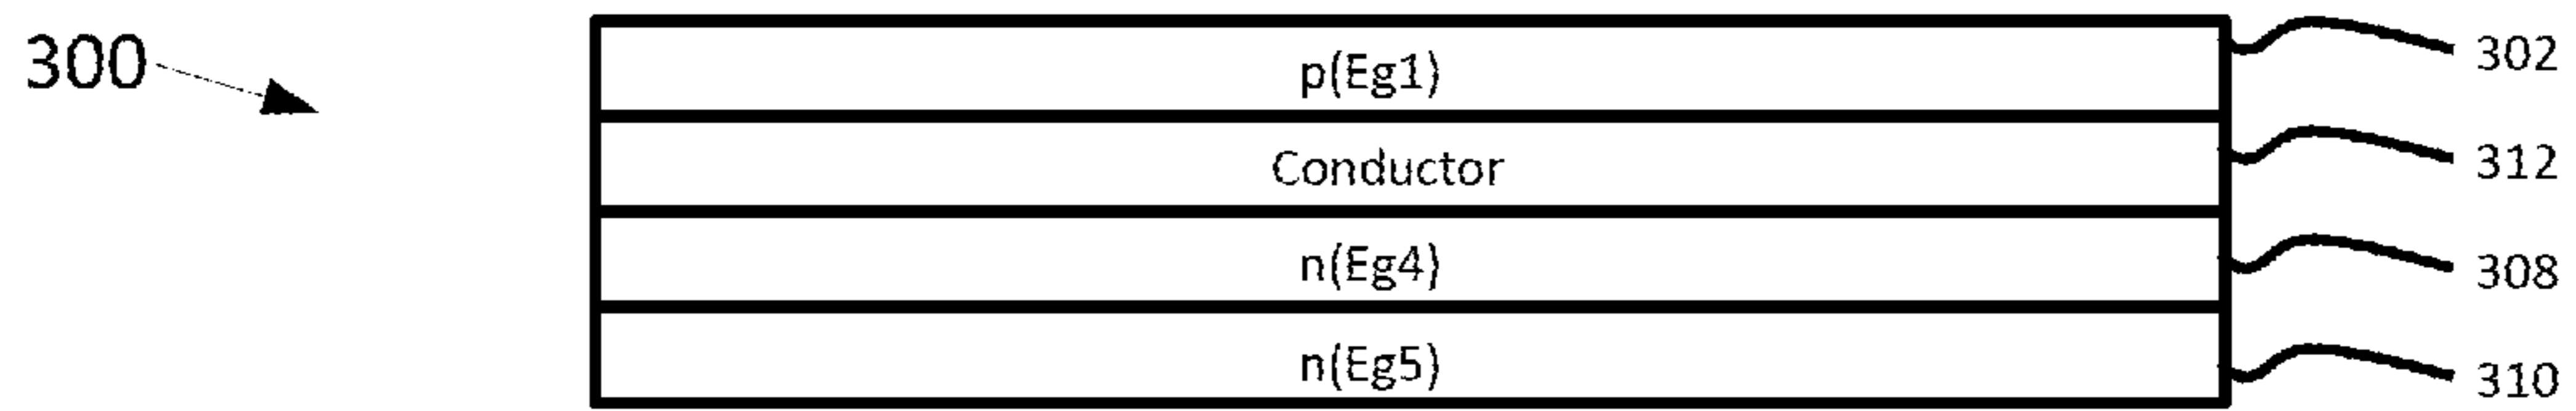 300
p(Eg1) 302
Conductor 312
n(Eg4) 308
n(Eg5) 310